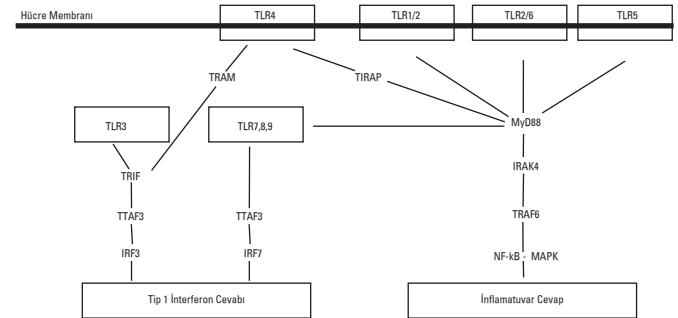 Hücre Membranı
TLR4
TLR1/2
TLR2/6
TLR5
TRAM
TIRAP
TLR3
TLR7,8,9
MyD88
TRIF
IRAK4
TTAF3
TTAF3
TRAF6
IRF3
IRF7
NF-kB - MAPK
Tip 1 İnterferon Cevabı
İnflamatuvar Cevap